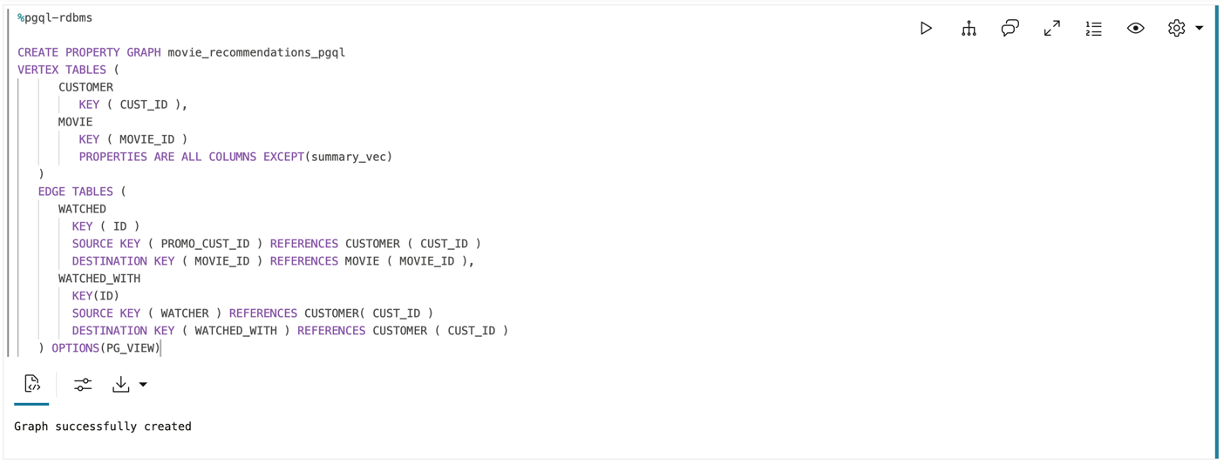 %pgql-rdbms
CREATE PROPERTY GRAPH movie_recommendations_pgql
VERTEX TABLES (
CUSTOMER
KEY ( CUST_ID ),
MOVIE
KEY ( MOVIE_ID )
PROPERTIES ARE ALL COLUMNS EXCEPT(summary_vec)
)
EDGE TABLES (
WATCHED
KEY ( ID )
SOURCE KEY ( PROMO_CUST_ID ) REFERENCES CUSTOMER ( CUST_ID )
DESTINATION KEY ( MOVIE_ID ) REFERENCES MOVIE ( MOVIE_ID ),
WATCHED_WITH
KEY(ID)
SOURCE KEY ( WATCHER ) REFERENCES CUSTOMER( CUST_ID )
DESTINATION KEY ( WATCHED_WITH ) REFERENCES CUSTOMER ( CUST_ID )
) OPTIONS(PG_VIEW)
Graph successfully created